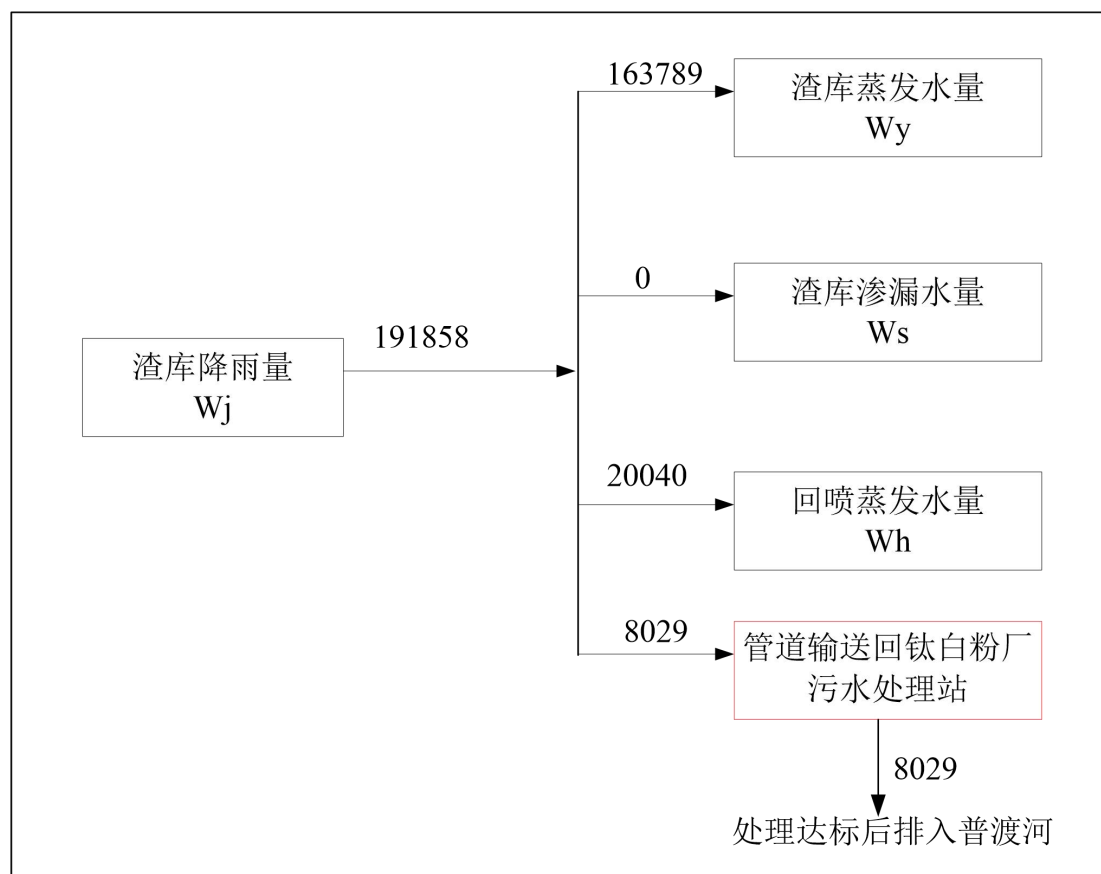 163789
渣库蒸发水量
Wy
0
渣库渗漏水量
Ws
191858
渣库降雨量
Wj
20040
回喷蒸发水量
Wh
8029
管道输送回钛白粉厂
污水处理站
8029
处理达标后排入普渡河